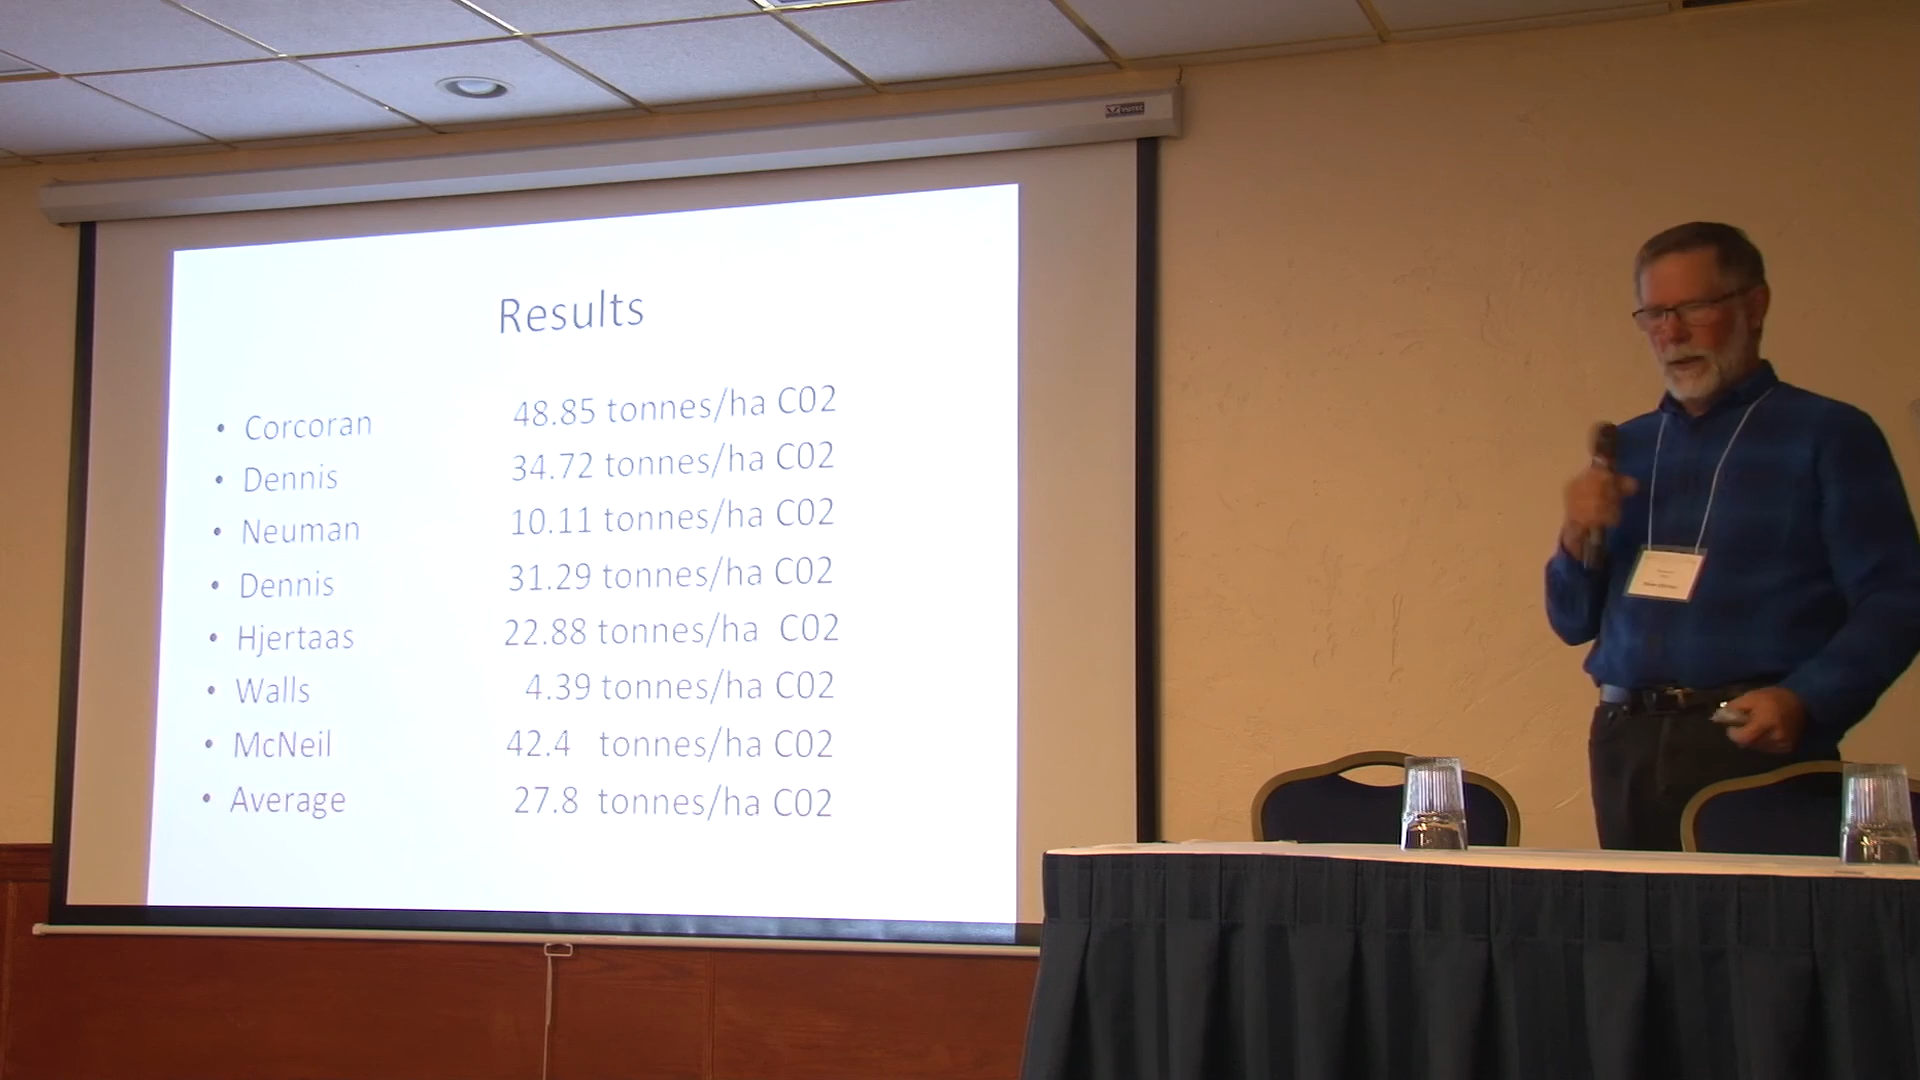 VUTEC
Results
• Corcoran 48.85 tonnes/ha C02
• Dennis 34.72 tonnes/ha C02
• Neuman 10.11 tonnes/ha C02
• Dennis 31.29 tonnes/ha C02
• Hjertaas 22.88 tonnes/ha C02
• Walls 4.39 tonnes/ha C02
• McNeil 42.4 tonnes/ha C02
• Average 27.8 tonnes/ha C02